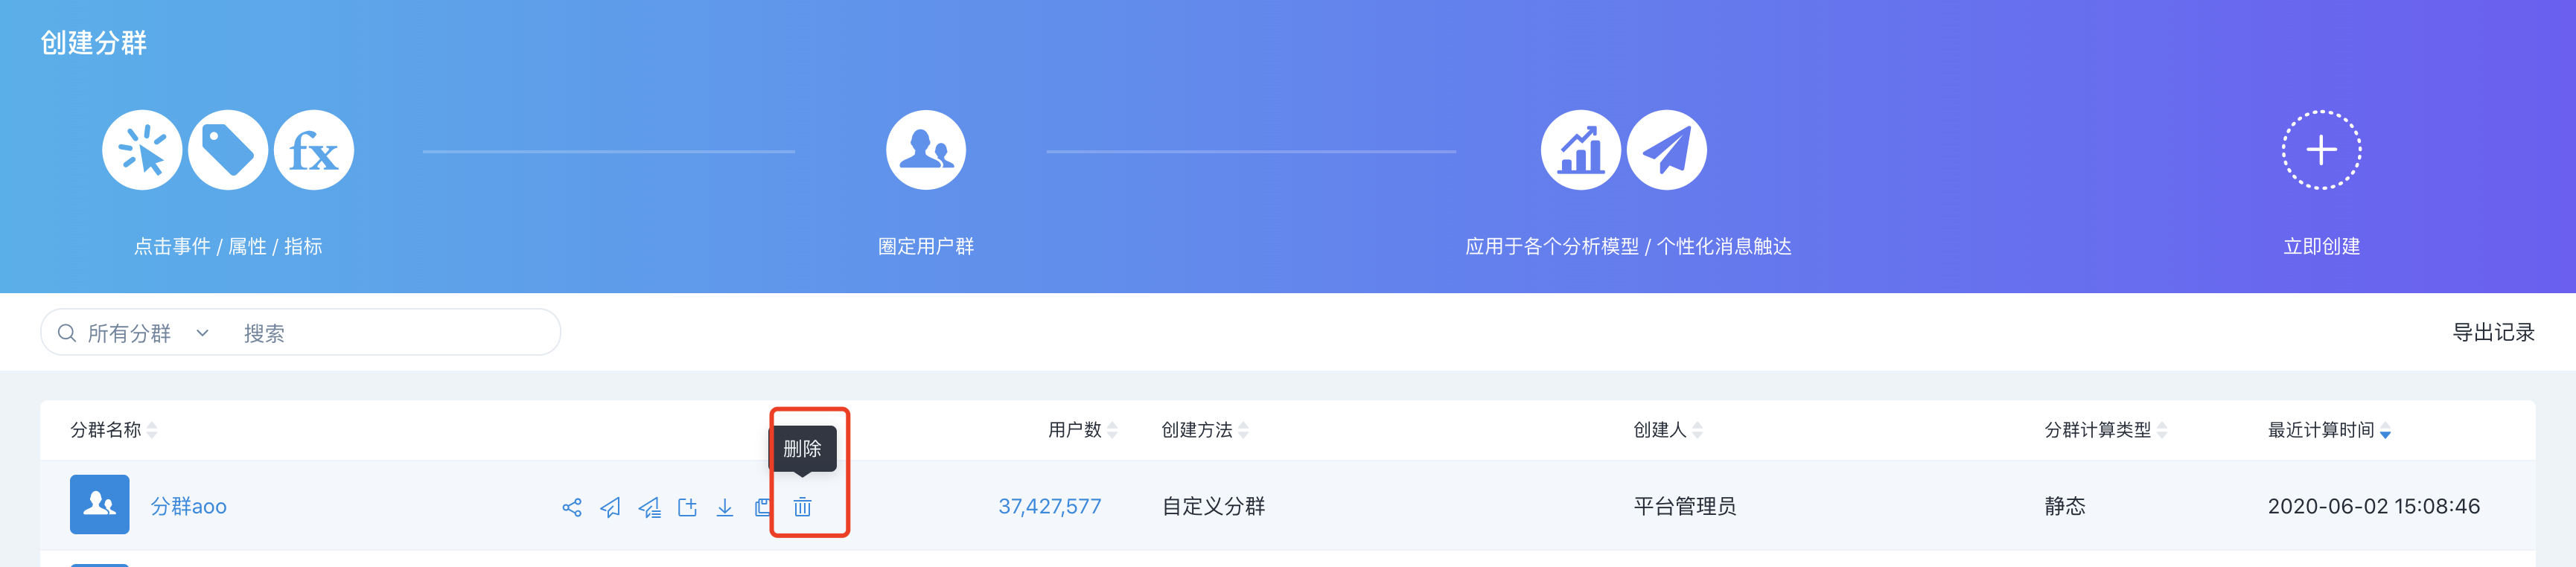 创建分群
fx
点击事件 / 属性 / 指标
圈定用户群
应用于各个分析模型 / 个性化消息触达
立即创建
所有分群 搜索
导出记录
分群名称 用户数 创建方法 创建人 分群计算类型 最近计算时间
删除
分群aoo 37,427,577 自定义分群 平台管理员 静态 2020-06-02 15:08:46